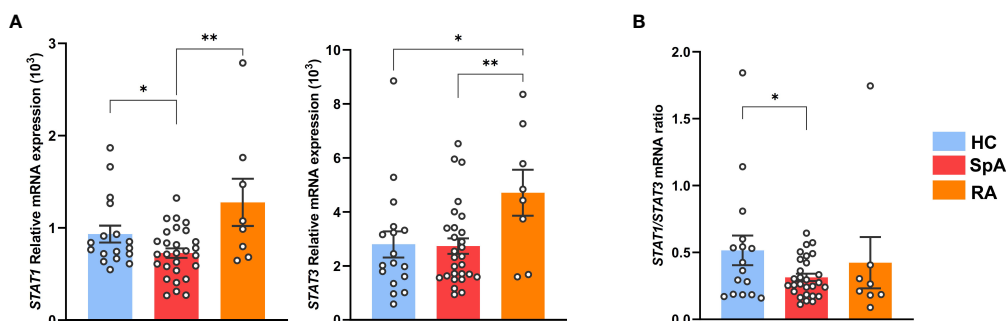 A
STAT1 Relative mRNA expression (10³)
3
2
1
0
*
**
STAT3 Relative mRNA expression (10³)
10
8
6
4
2
0
*
**
B
STAT1/STAT3 mRNA ratio
2.0
1.5
1.0
0.5
0.0
*
HC
SpA
RA